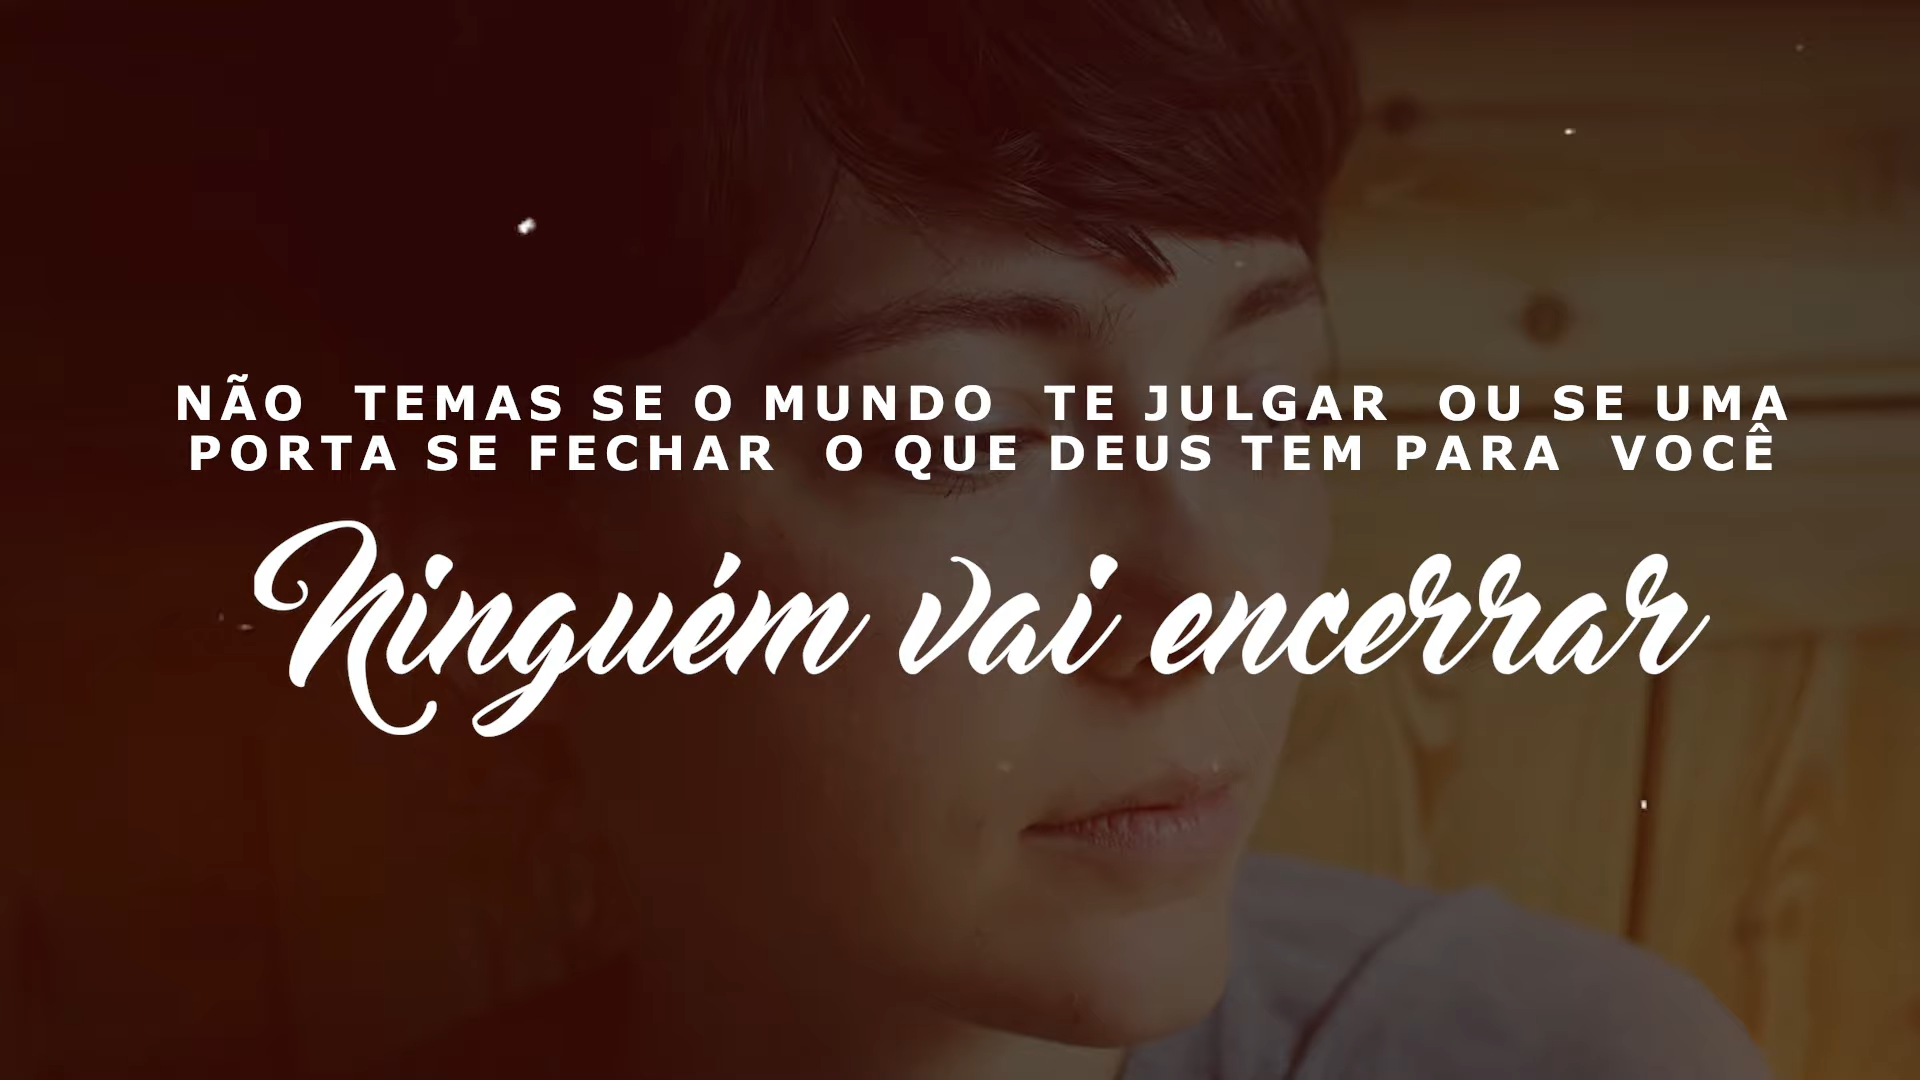 NÃO TEMAS SE O MUNDO TE JULGAR OU SE UMA
PORTA SE FECHAR O QUE DEUS TEM PARA VOCÊ
Ninguém vai encerrar